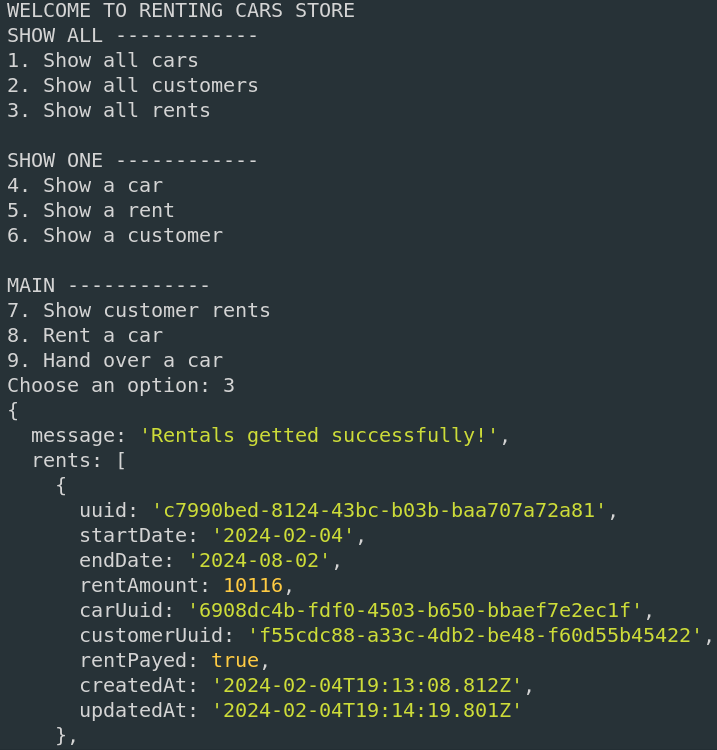 WELCOME TO RENTING CARS STORE
SHOW ALL ------------
1. Show all cars
2. Show all customers
3. Show all rents

SHOW ONE ------------
4. Show a car
5. Show a rent
6. Show a customer

MAIN ------------
7. Show customer rents
8. Rent a car
9. Hand over a car
Choose an option: 3
{
  message: 'Rentals getted successfully!',
  rents: [
    {
      uuid: 'c7990bed-8124-43bc-b03b-baa707a72a81',
      startDate: '2024-02-04',
      endDate: '2024-08-02',
      rentAmount: 10116,
      carUuid: '6908dc4b-fdf0-4503-b650-bbaef7e2ec1f',
      customerUuid: 'f55cdc88-a33c-4db2-be48-f60d55b45422',
      rentPayed: true,
      createdAt: '2024-02-04T19:13:08.812Z',
      updatedAt: '2024-02-04T19:14:19.801Z'
    },